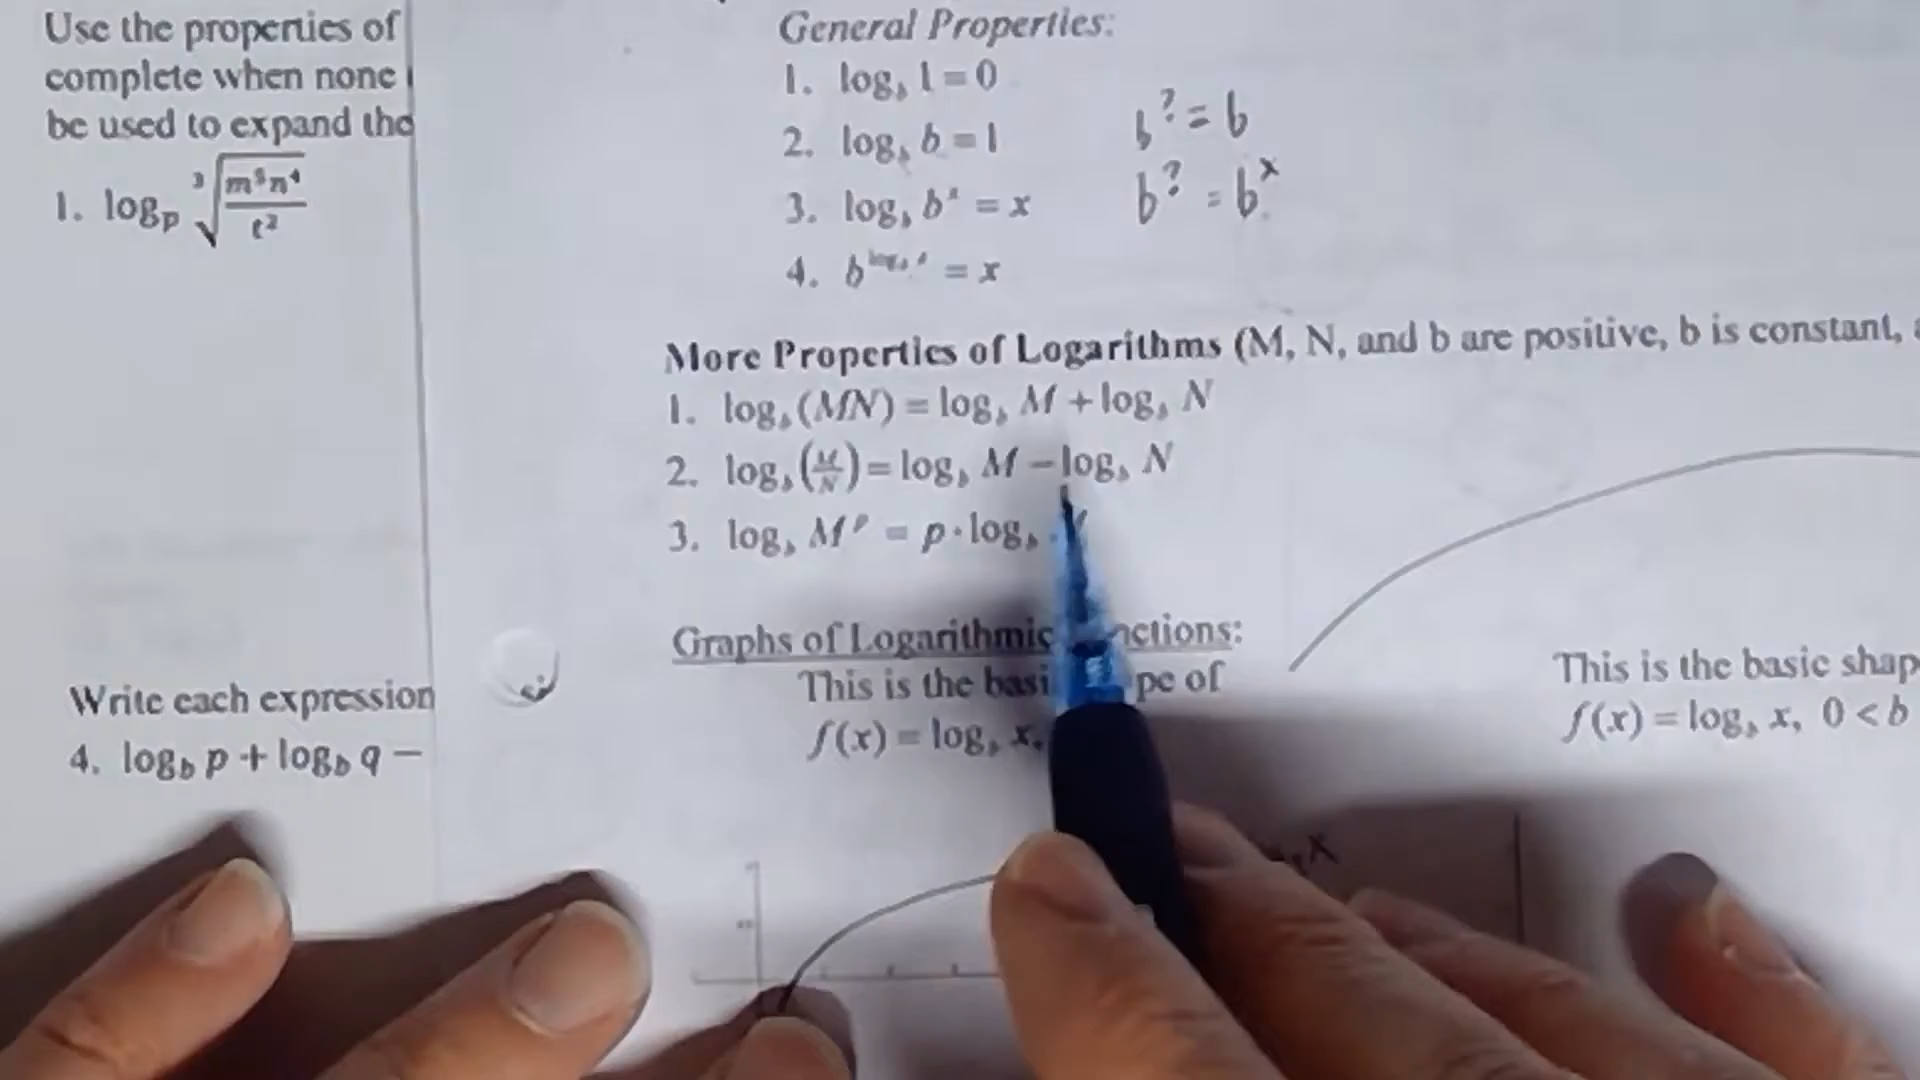 Use the properties of
complete when none
be used to expand the
1. log_p ∛(m⁵n⁴/t²)
Write each expression
4. log_b p + log_b q −
General Properties:
1. log_b 1 = 0
2. log_b b = 1
3. log_b b^x = x
4. b^(log_b x) = x
b^? = b
b^? = b^x
More Properties of Logarithms (M, N, and b are positive, b is constant,
1. log_b (MN) = log_b M + log_b N
2. log_b (M/N) = log_b M − log_b N
3. log_b M^p = p · log_b
Graphs of Logarithmic
This is the basic shape of
f(x) = log_b x,
This is the basic
f(x) = log_b x, 0 < b